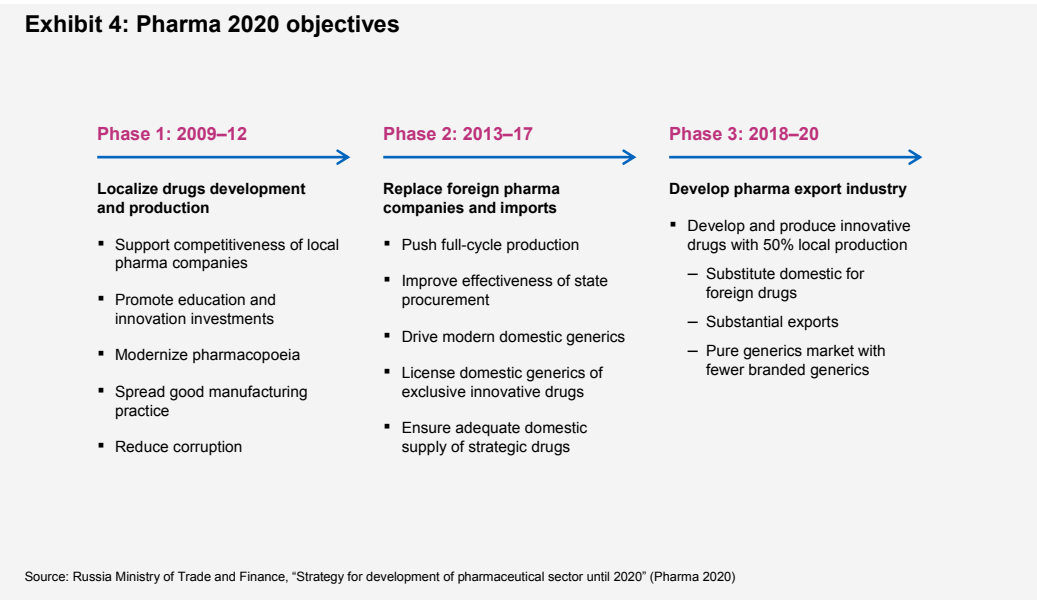 Exhibit 4: Pharma 2020 objectives
Phase 1: 2009–12
Localize drugs development
and production
▪ Support competitiveness of local
pharma companies
▪ Promote education and
innovation investments
▪ Modernize pharmacopoeia
▪ Spread good manufacturing
practice
▪ Reduce corruption
Phase 2: 2013–17
Replace foreign pharma
companies and imports
▪ Push full-cycle production
▪ Improve effectiveness of state
procurement
▪ Drive modern domestic generics
▪ License domestic generics of
exclusive innovative drugs
▪ Ensure adequate domestic
supply of strategic drugs
Phase 3: 2018–20
Develop pharma export industry
▪ Develop and produce innovative
drugs with 50% local production
– Substitute domestic for
foreign drugs
– Substantial exports
– Pure generics market with
fewer branded generics
Source: Russia Ministry of Trade and Finance, “Strategy for development of pharmaceutical sector until 2020” (Pharma 2020)